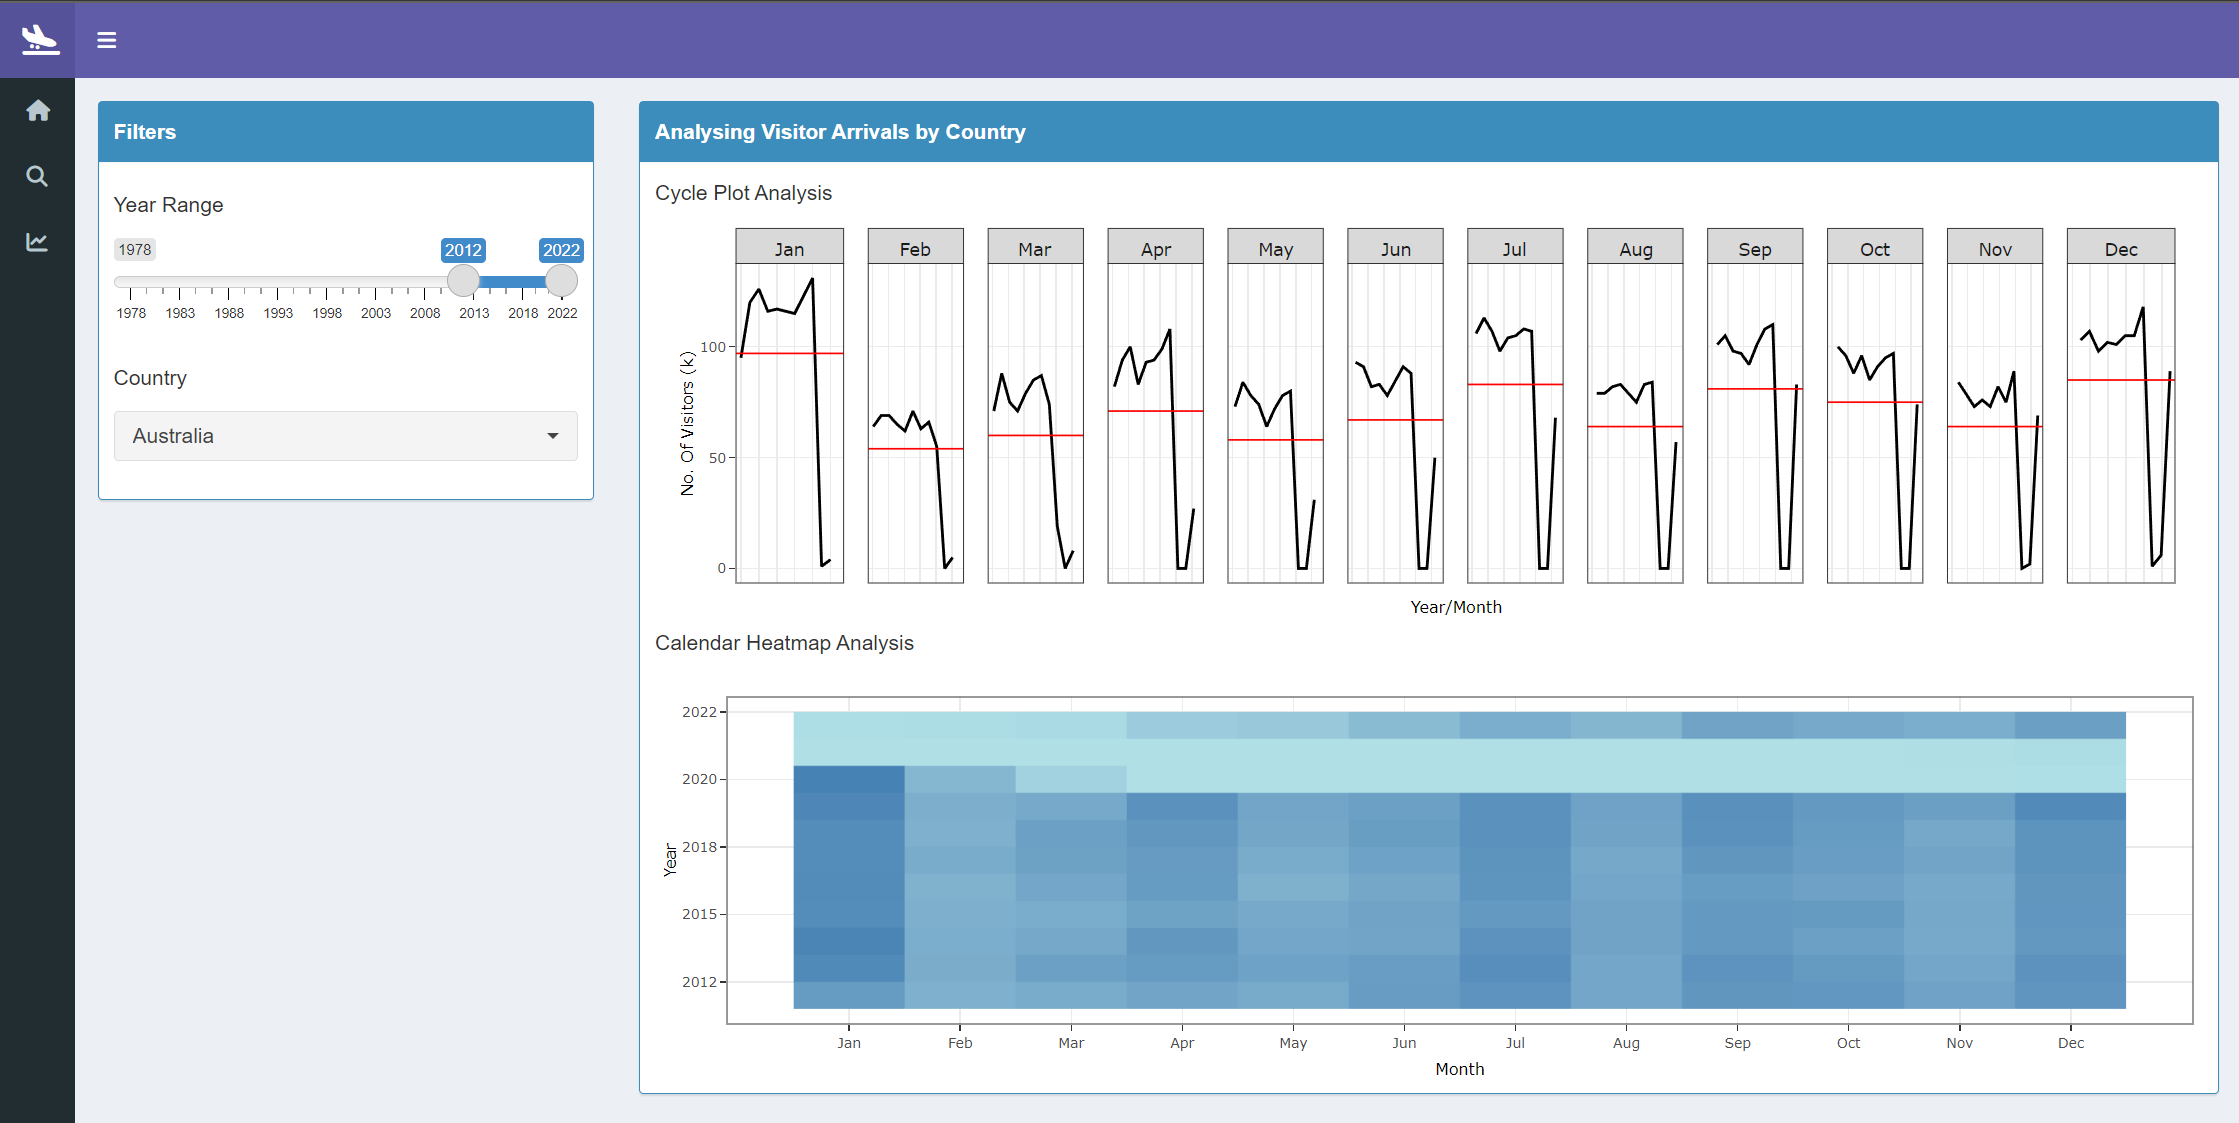 Filters
Year Range
1978
2012
2022
1978 1983 1988 1993 1998 2003 2008 2013 2018 2022
Country
Australia
Analysing Visitor Arrivals by Country
Cycle Plot Analysis
Jan Feb Mar Apr May Jun Jul Aug Sep Oct Nov Dec
No. Of Visitors (k)
100
50
0
Year/Month
Calendar Heatmap Analysis
Year
2022
2020
2018
2015
2012
Jan Feb Mar Apr May Jun Jul Aug Sep Oct Nov Dec
Month